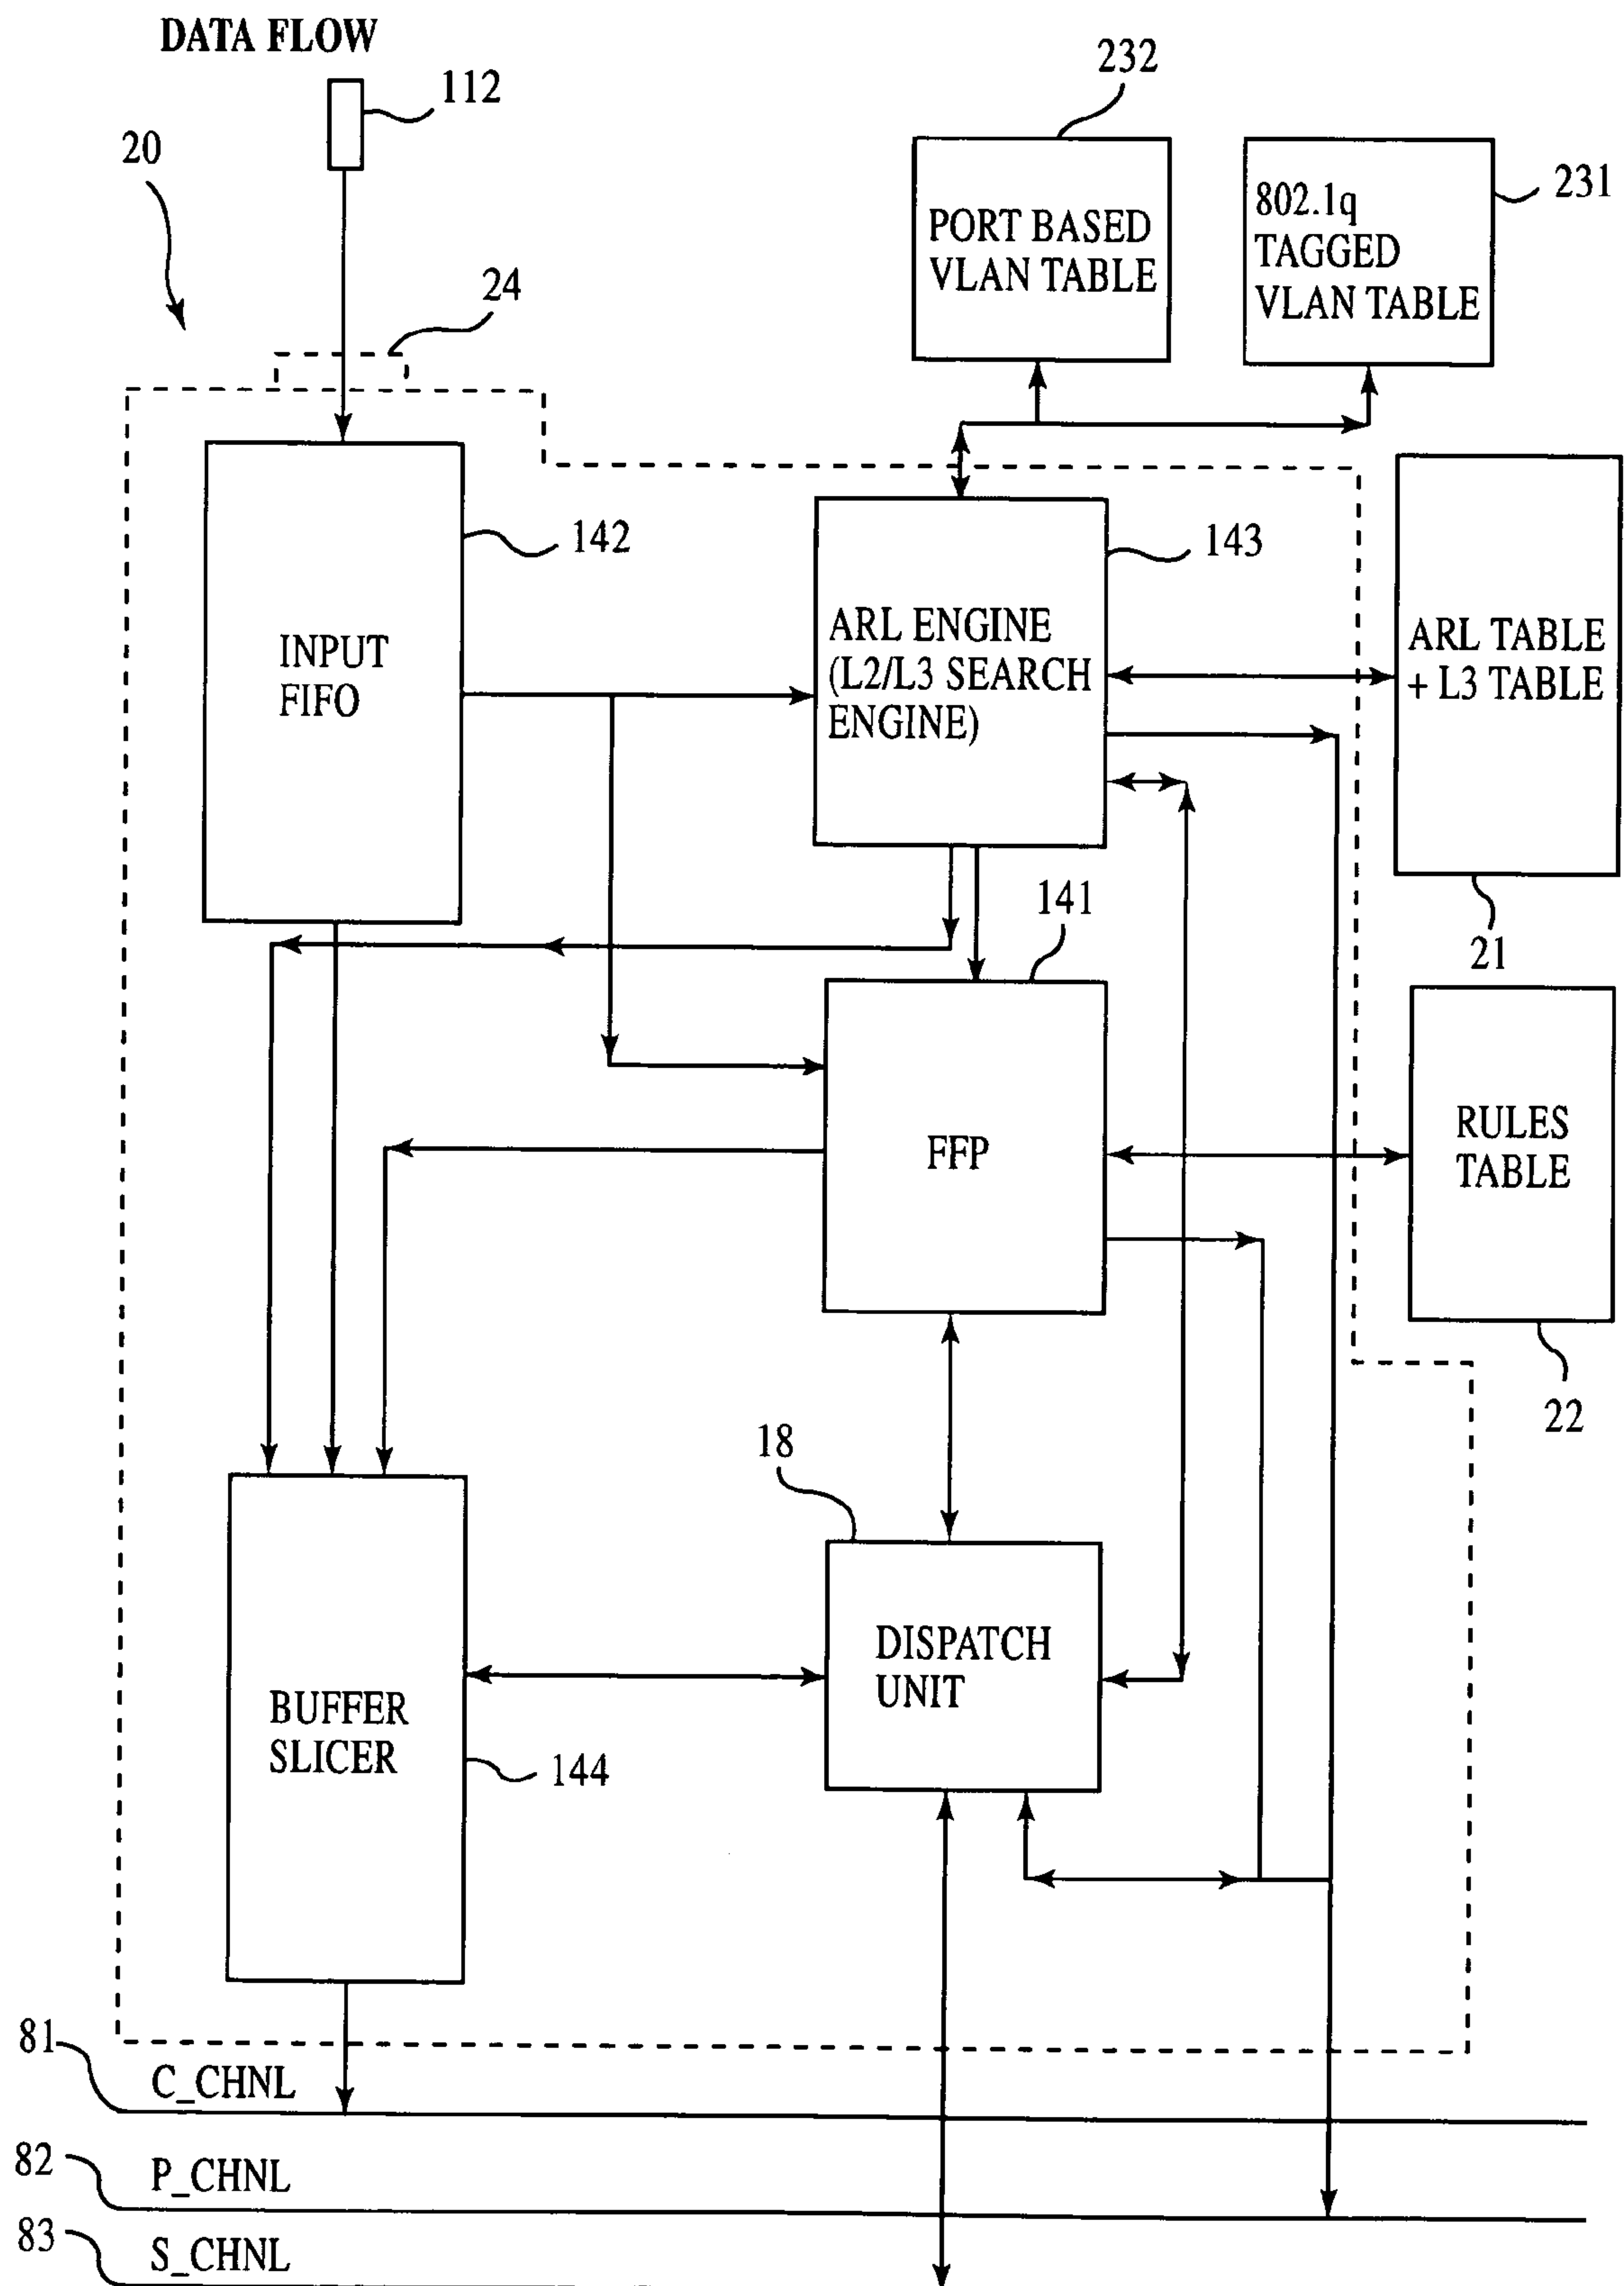 DATA FLOW
112
20
24
232
231
PORT BASED
VLAN TABLE
802.1q
TAGGED
VLAN TABLE
142
143
INPUT
FIFO
ARL ENGINE
(L2/L3 SEARCH
ENGINE)
ARL TABLE
+ L3 TABLE
21
141
FFP
RULES
TABLE
22
18
DISPATCH
UNIT
BUFFER
SLICER
144
81
C_CHNL
82
P_CHNL
83
S_CHNL